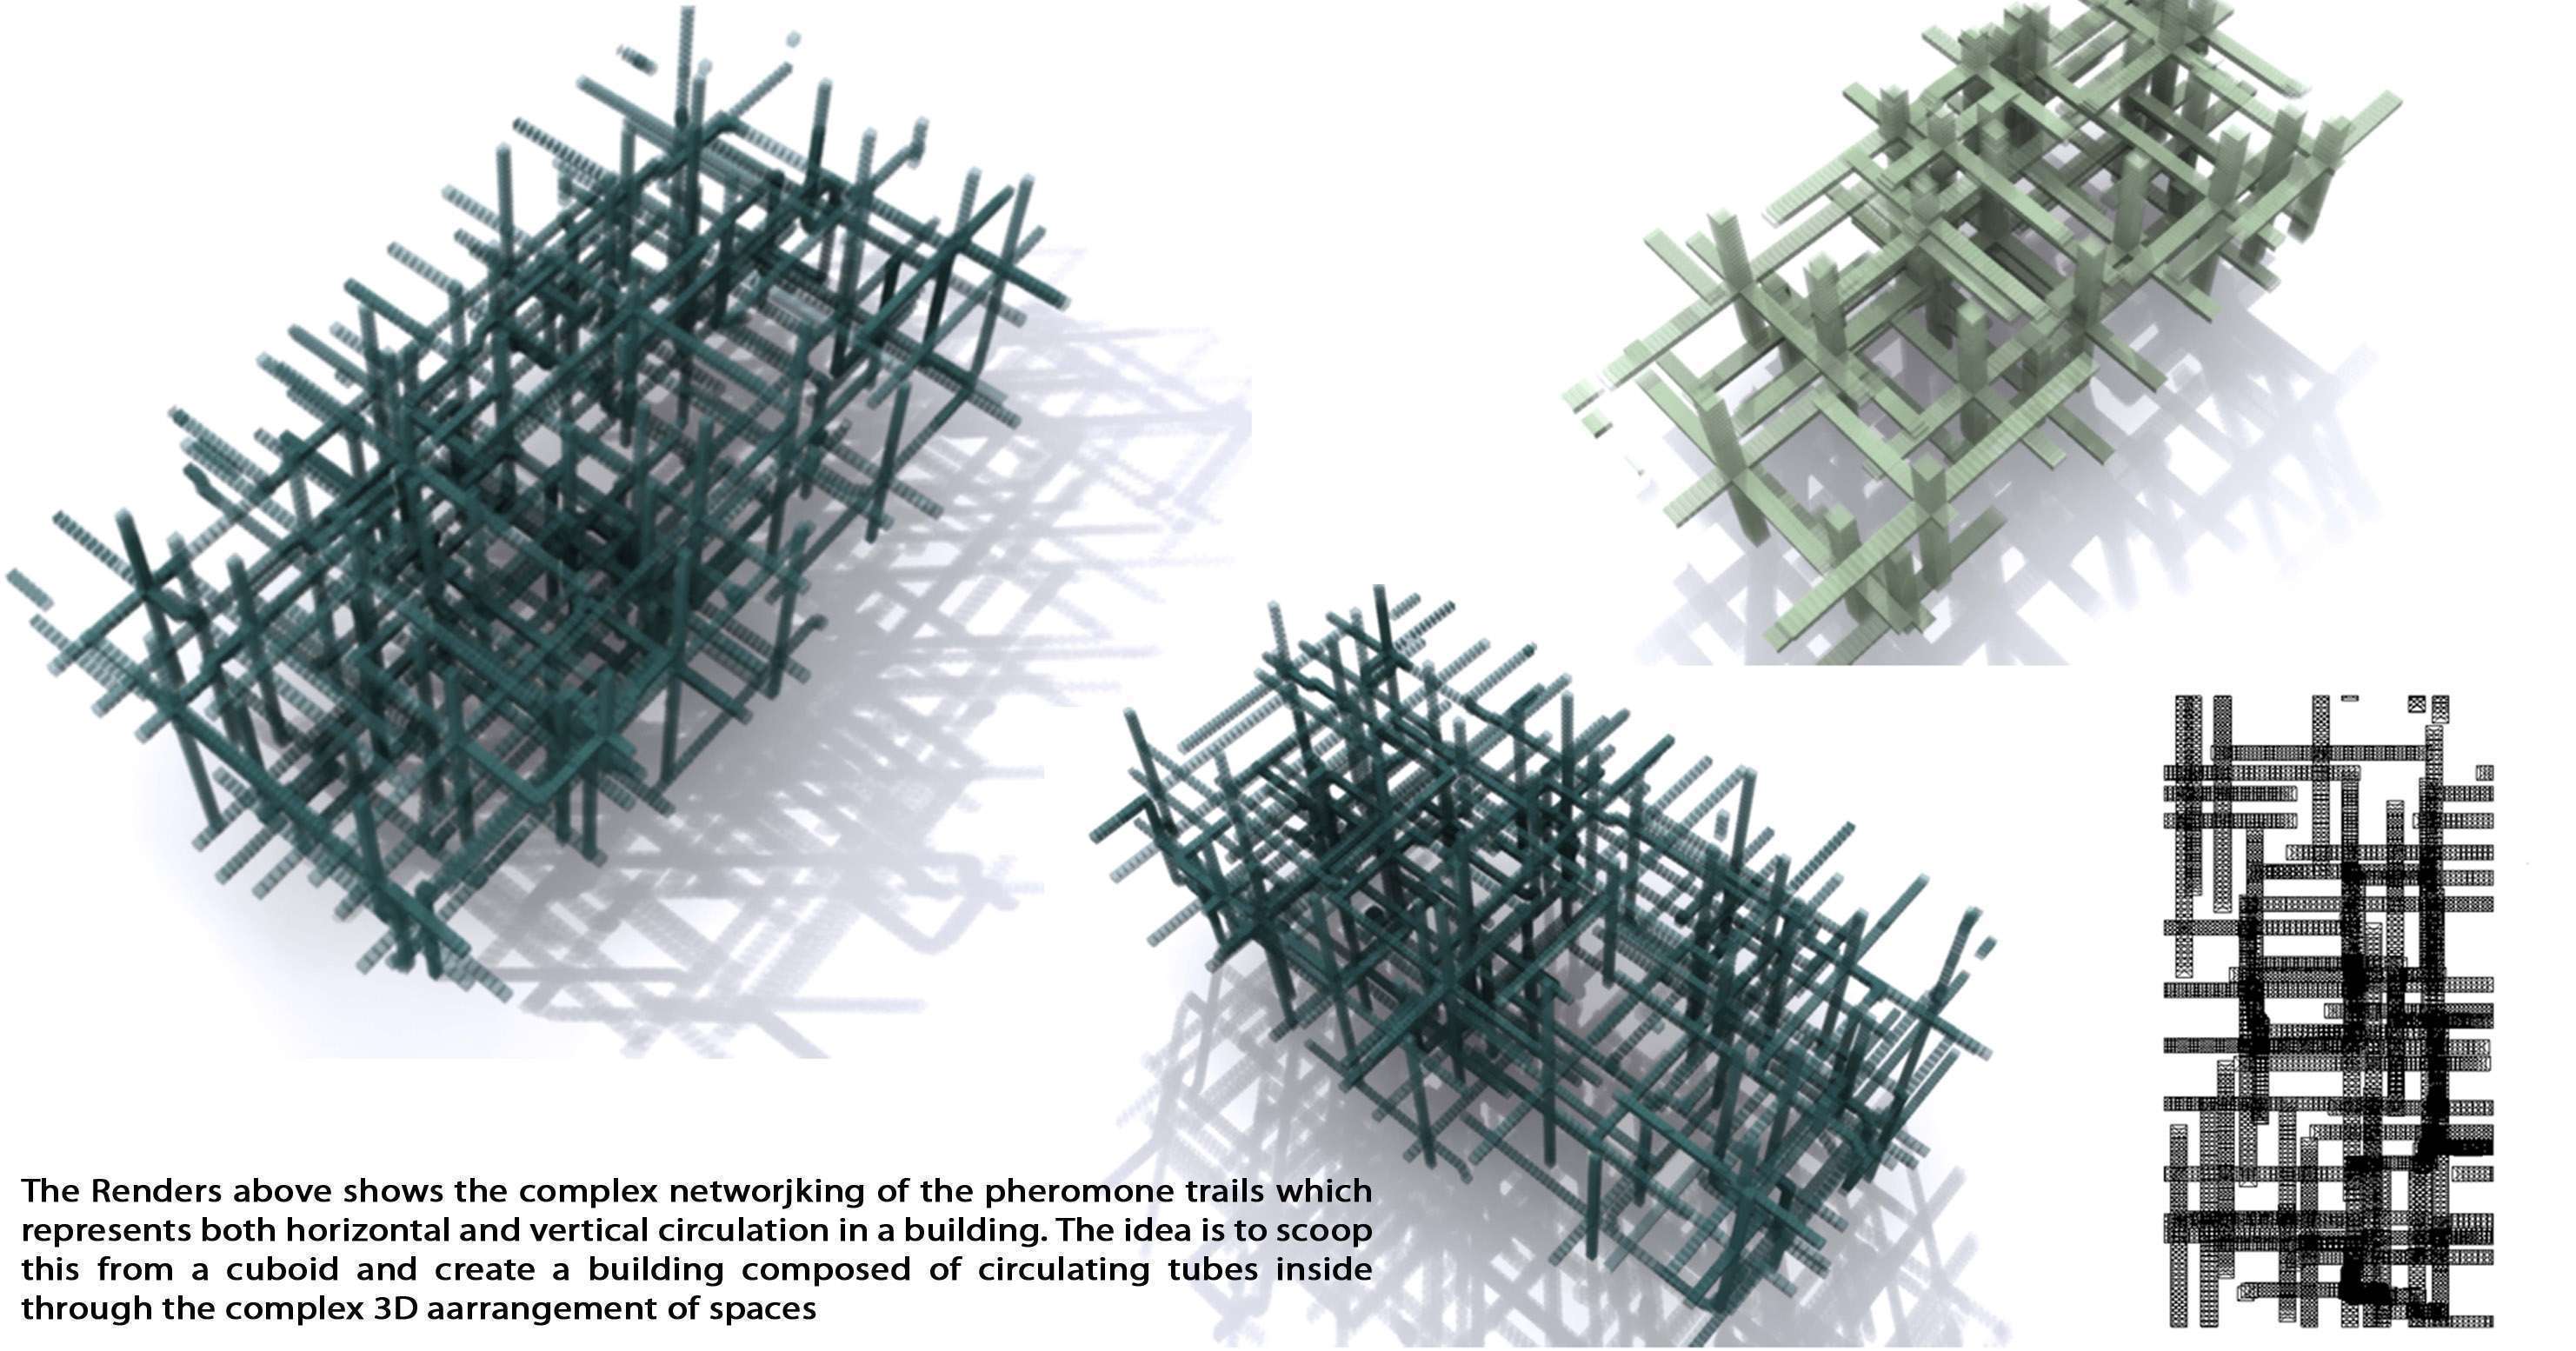 The Renders above shows the complex networjking of the pheromone trails which
represents both horizontal and vertical circulation in a building. The idea is to scoop
this from a cuboid and create a building composed of circulating tubes inside
through the complex 3D aarrangement of spaces